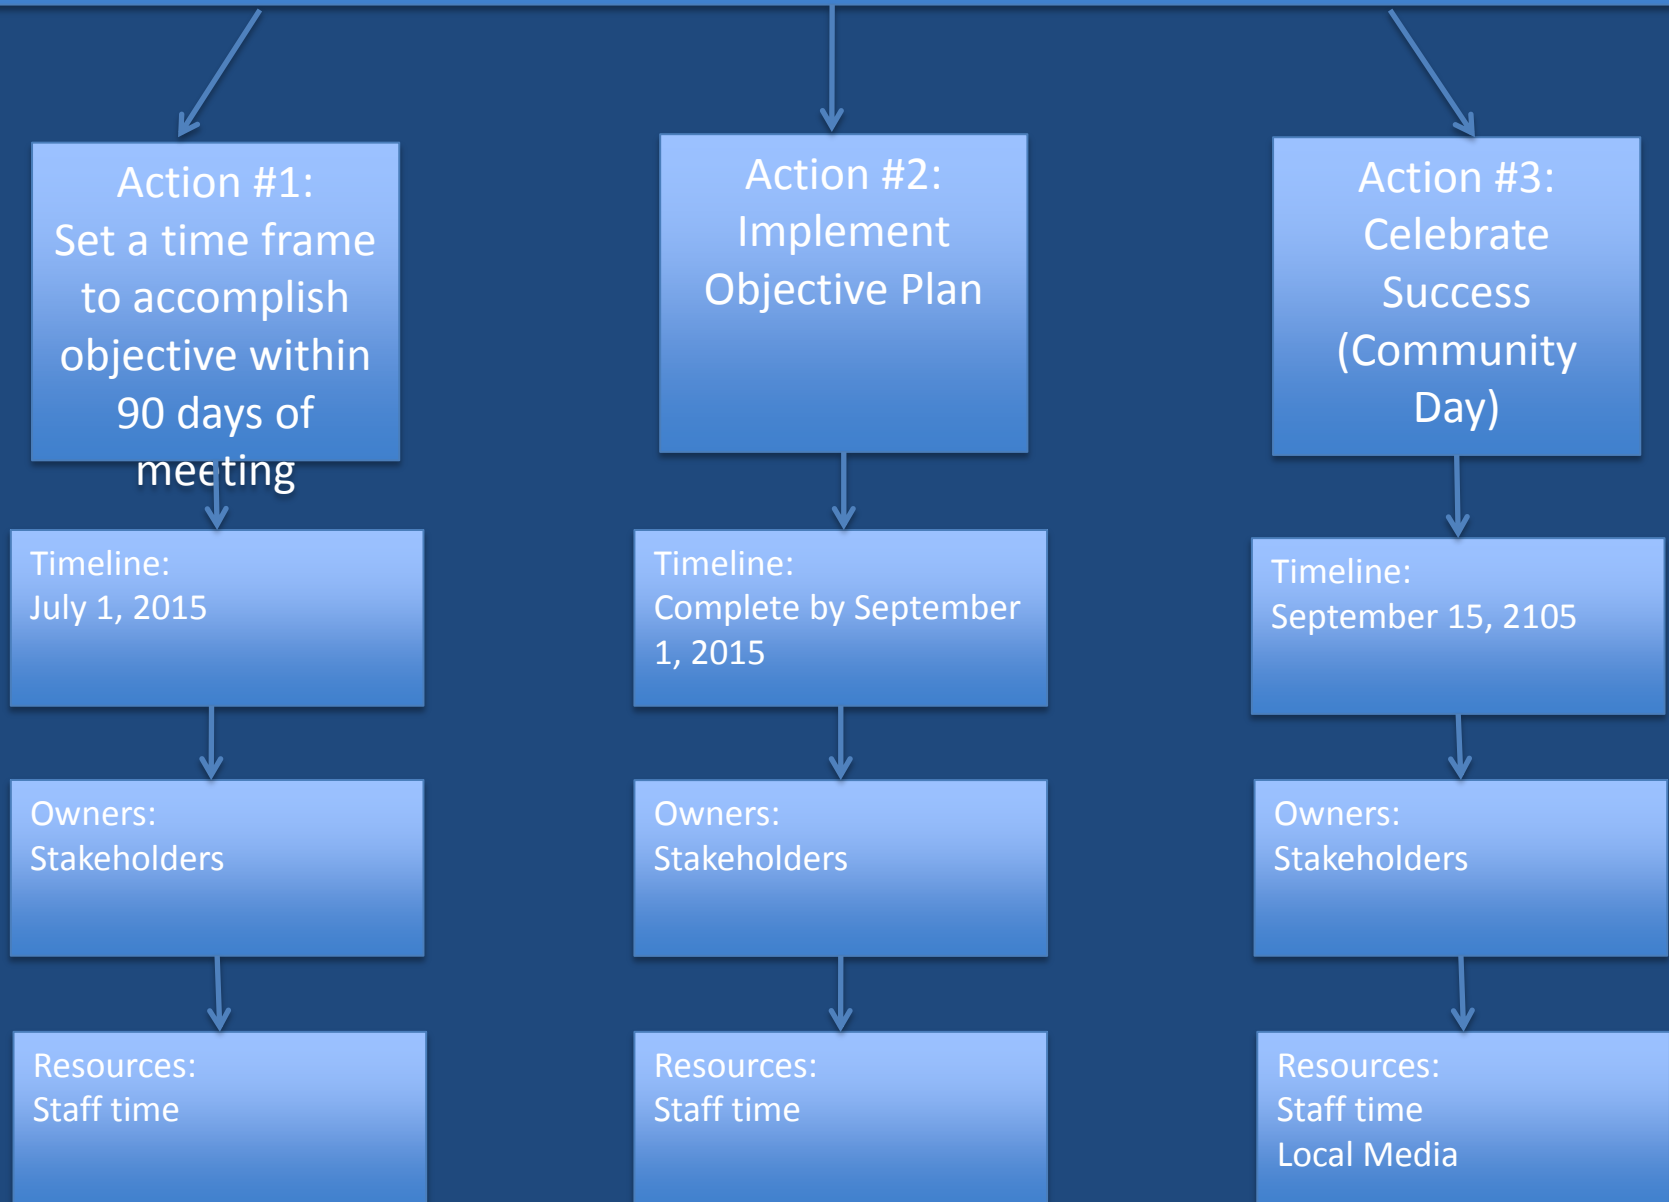 Action #1:
Set a time frame
to accomplish
objective within
90 days of
meeting
Timeline:
July 1, 2015
Owners:
Stakeholders
Resources:
Staff time
Action #2:
Implement
Objective Plan
Timeline:
Complete by September
1, 2015
Owners:
Stakeholders
Resources:
Staff time
Action #3:
Celebrate
Success
(Community
Day)
Timeline:
September 15, 2105
Owners:
Stakeholders
Resources:
Staff time
Local Media